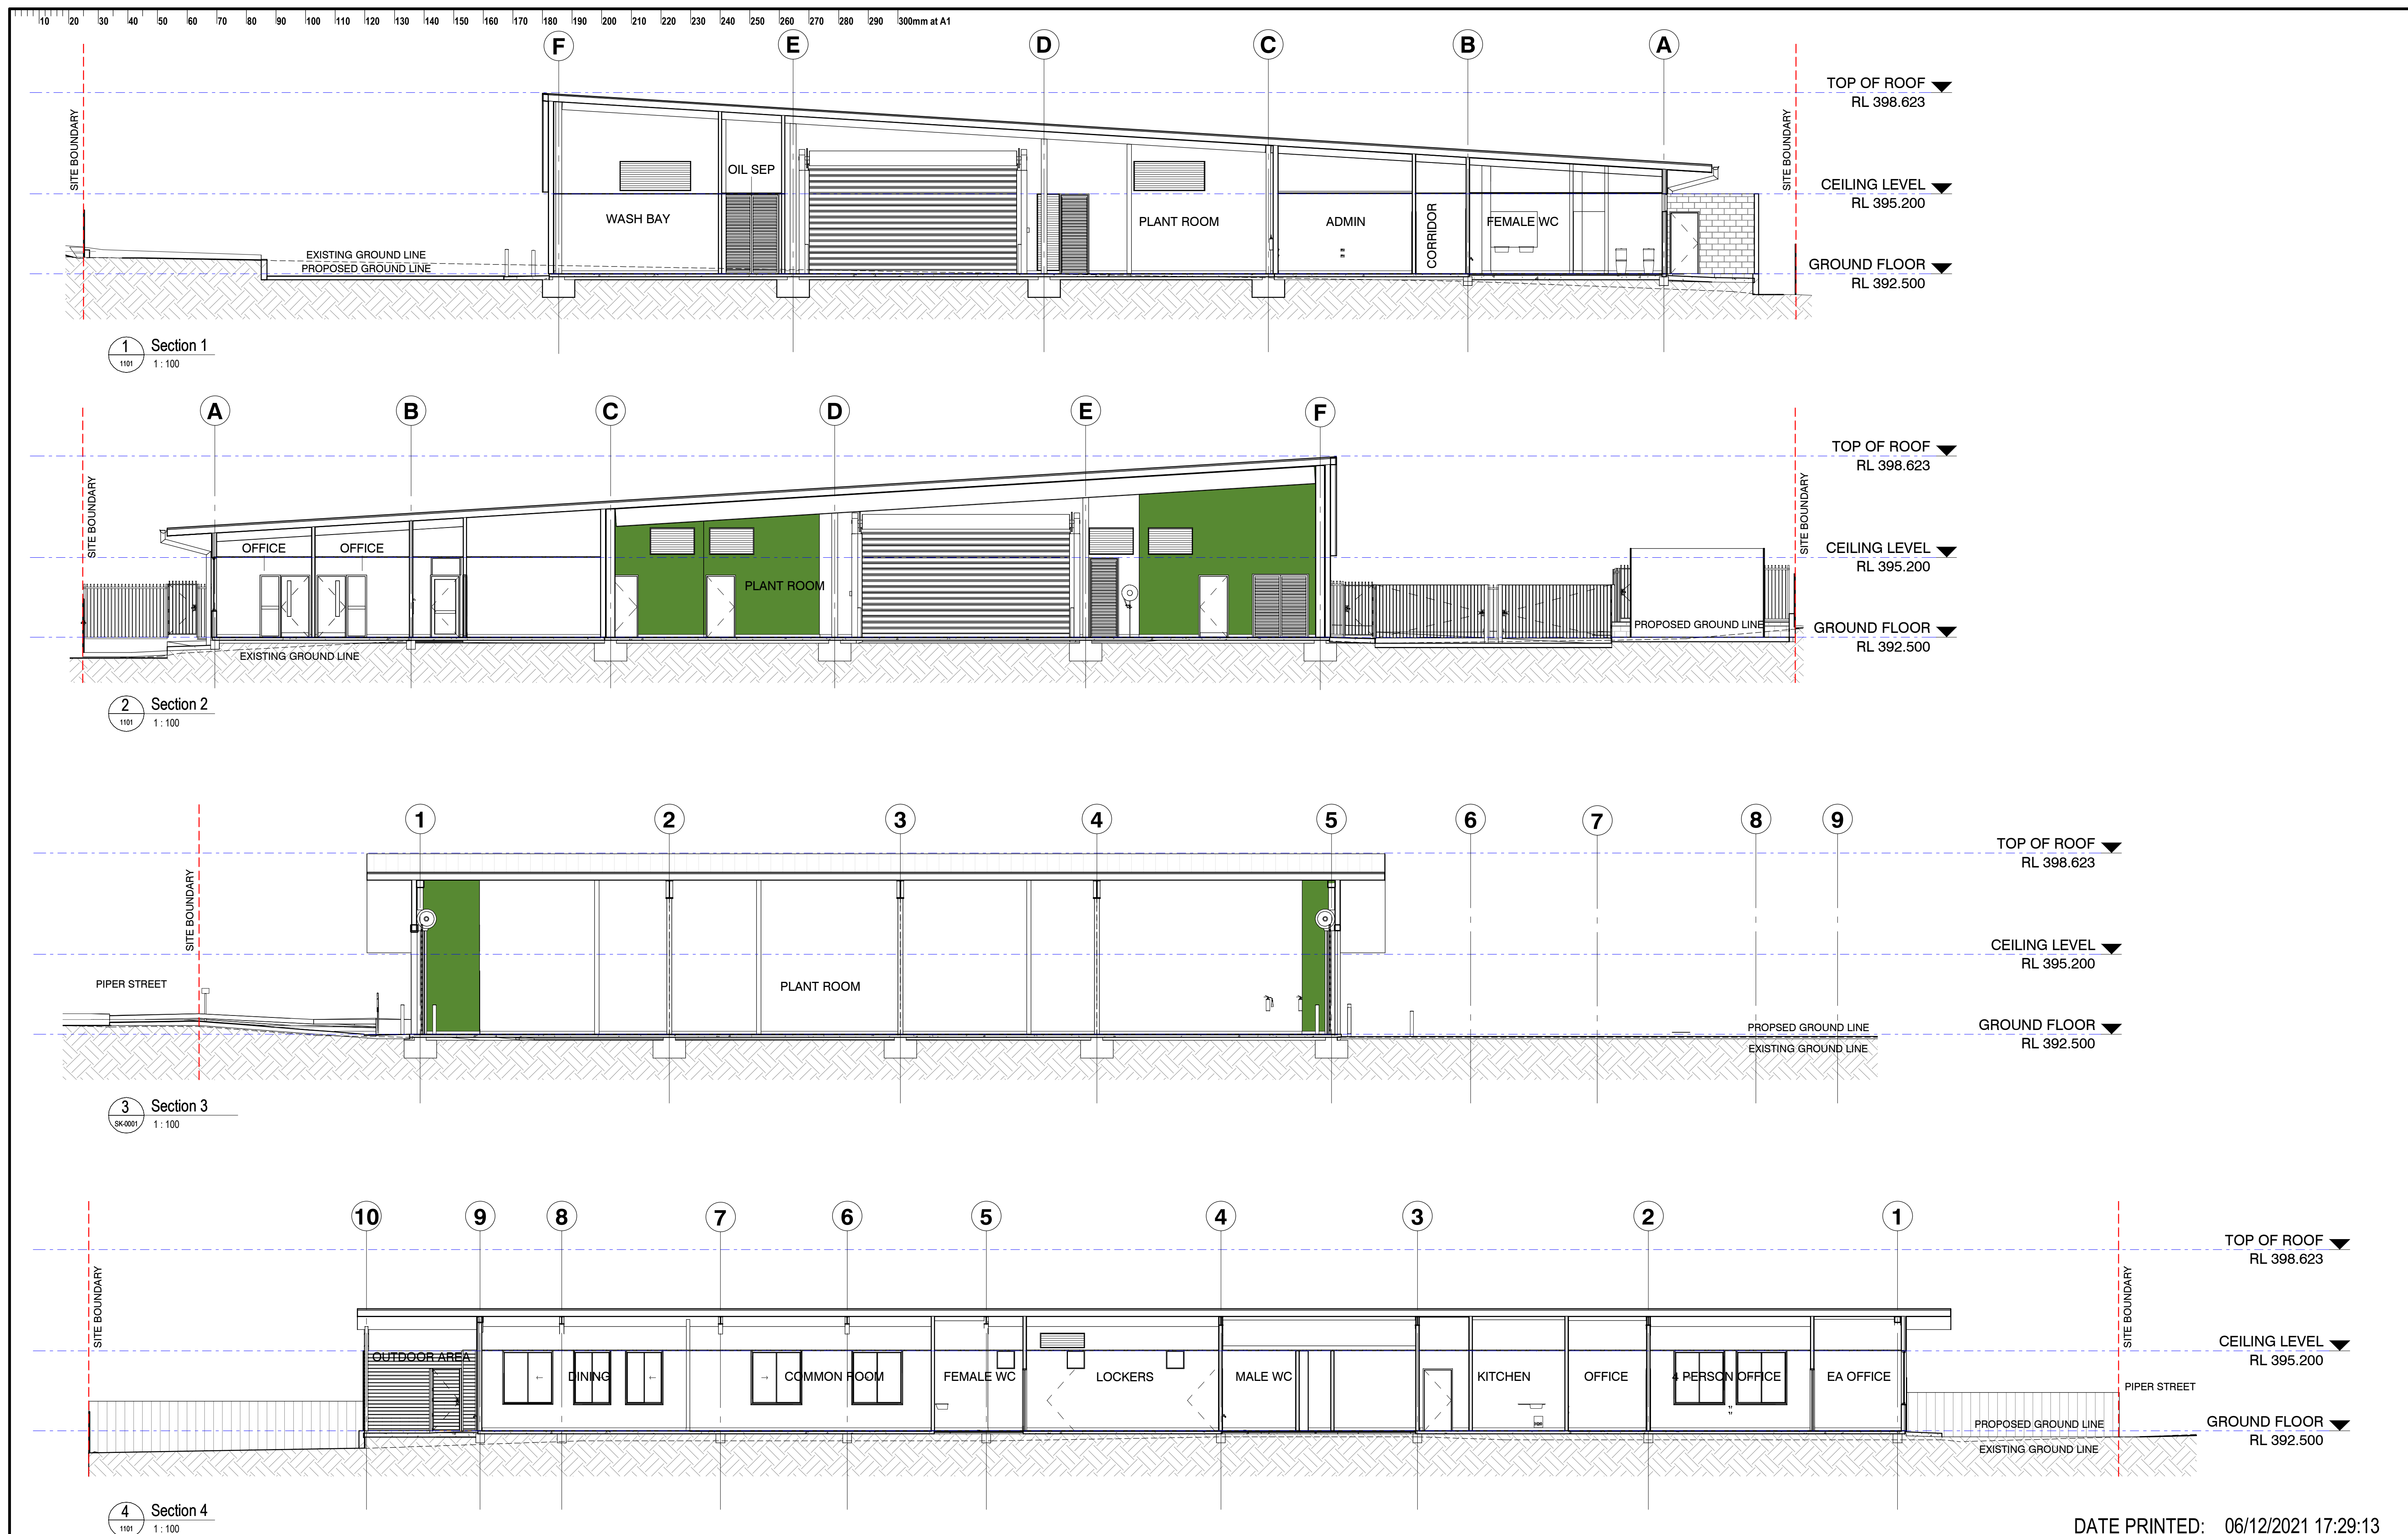 10 20 30 40 50 60 70 80 90 100 110 120 130 140 150 160 170 180 190 200 210 220 230 240 250 260 270 280 290 300mm at A1
F E D C B A
TOP OF ROOF
RL 398.623
SITE BOUNDARY
SITE BOUNDARY
OIL SEP
CEILING LEVEL
RL 395.200
WASH BAY
PLANT ROOM
ADMIN
CORRIDOR
FEMALE WC
EXISTING GROUND LINE
PROPOSED GROUND LINE
GROUND FLOOR
RL 392.500
1
1101
Section 1
1 : 100
A B C D E F
TOP OF ROOF
RL 398.623
SITE BOUNDARY
SITE BOUNDARY
OFFICE
OFFICE
CEILING LEVEL
RL 395.200
PLANT ROOM
PROPOSED GROUND LINE
GROUND FLOOR
RL 392.500
EXISTING GROUND LINE
2
1101
Section 2
1 : 100
1 2 3 4 5 6 7 8 9
TOP OF ROOF
RL 398.623
SITE BOUNDARY
CEILING LEVEL
RL 395.200
PIPER STREET
PLANT ROOM
PROPSED GROUND LINE
GROUND FLOOR
RL 392.500
EXISTING GROUND LINE
3
SK-0001
Section 3
1 : 100
10 9 8 7 6 5 4 3 2 1
TOP OF ROOF
RL 398.623
SITE BOUNDARY
SITE BOUNDARY
CEILING LEVEL
RL 395.200
OUTDOOR AREA
DINING
COMMON ROOM
FEMALE WC
LOCKERS
MALE WC
KITCHEN
OFFICE
4 PERSON OFFICE
EA OFFICE
PIPER STREET
PROPOSED GROUND LINE
GROUND FLOOR
RL 392.500
EXISTING GROUND LINE
4
1101
Section 4
1 : 100
DATE PRINTED: 06/12/2021 17:29:13